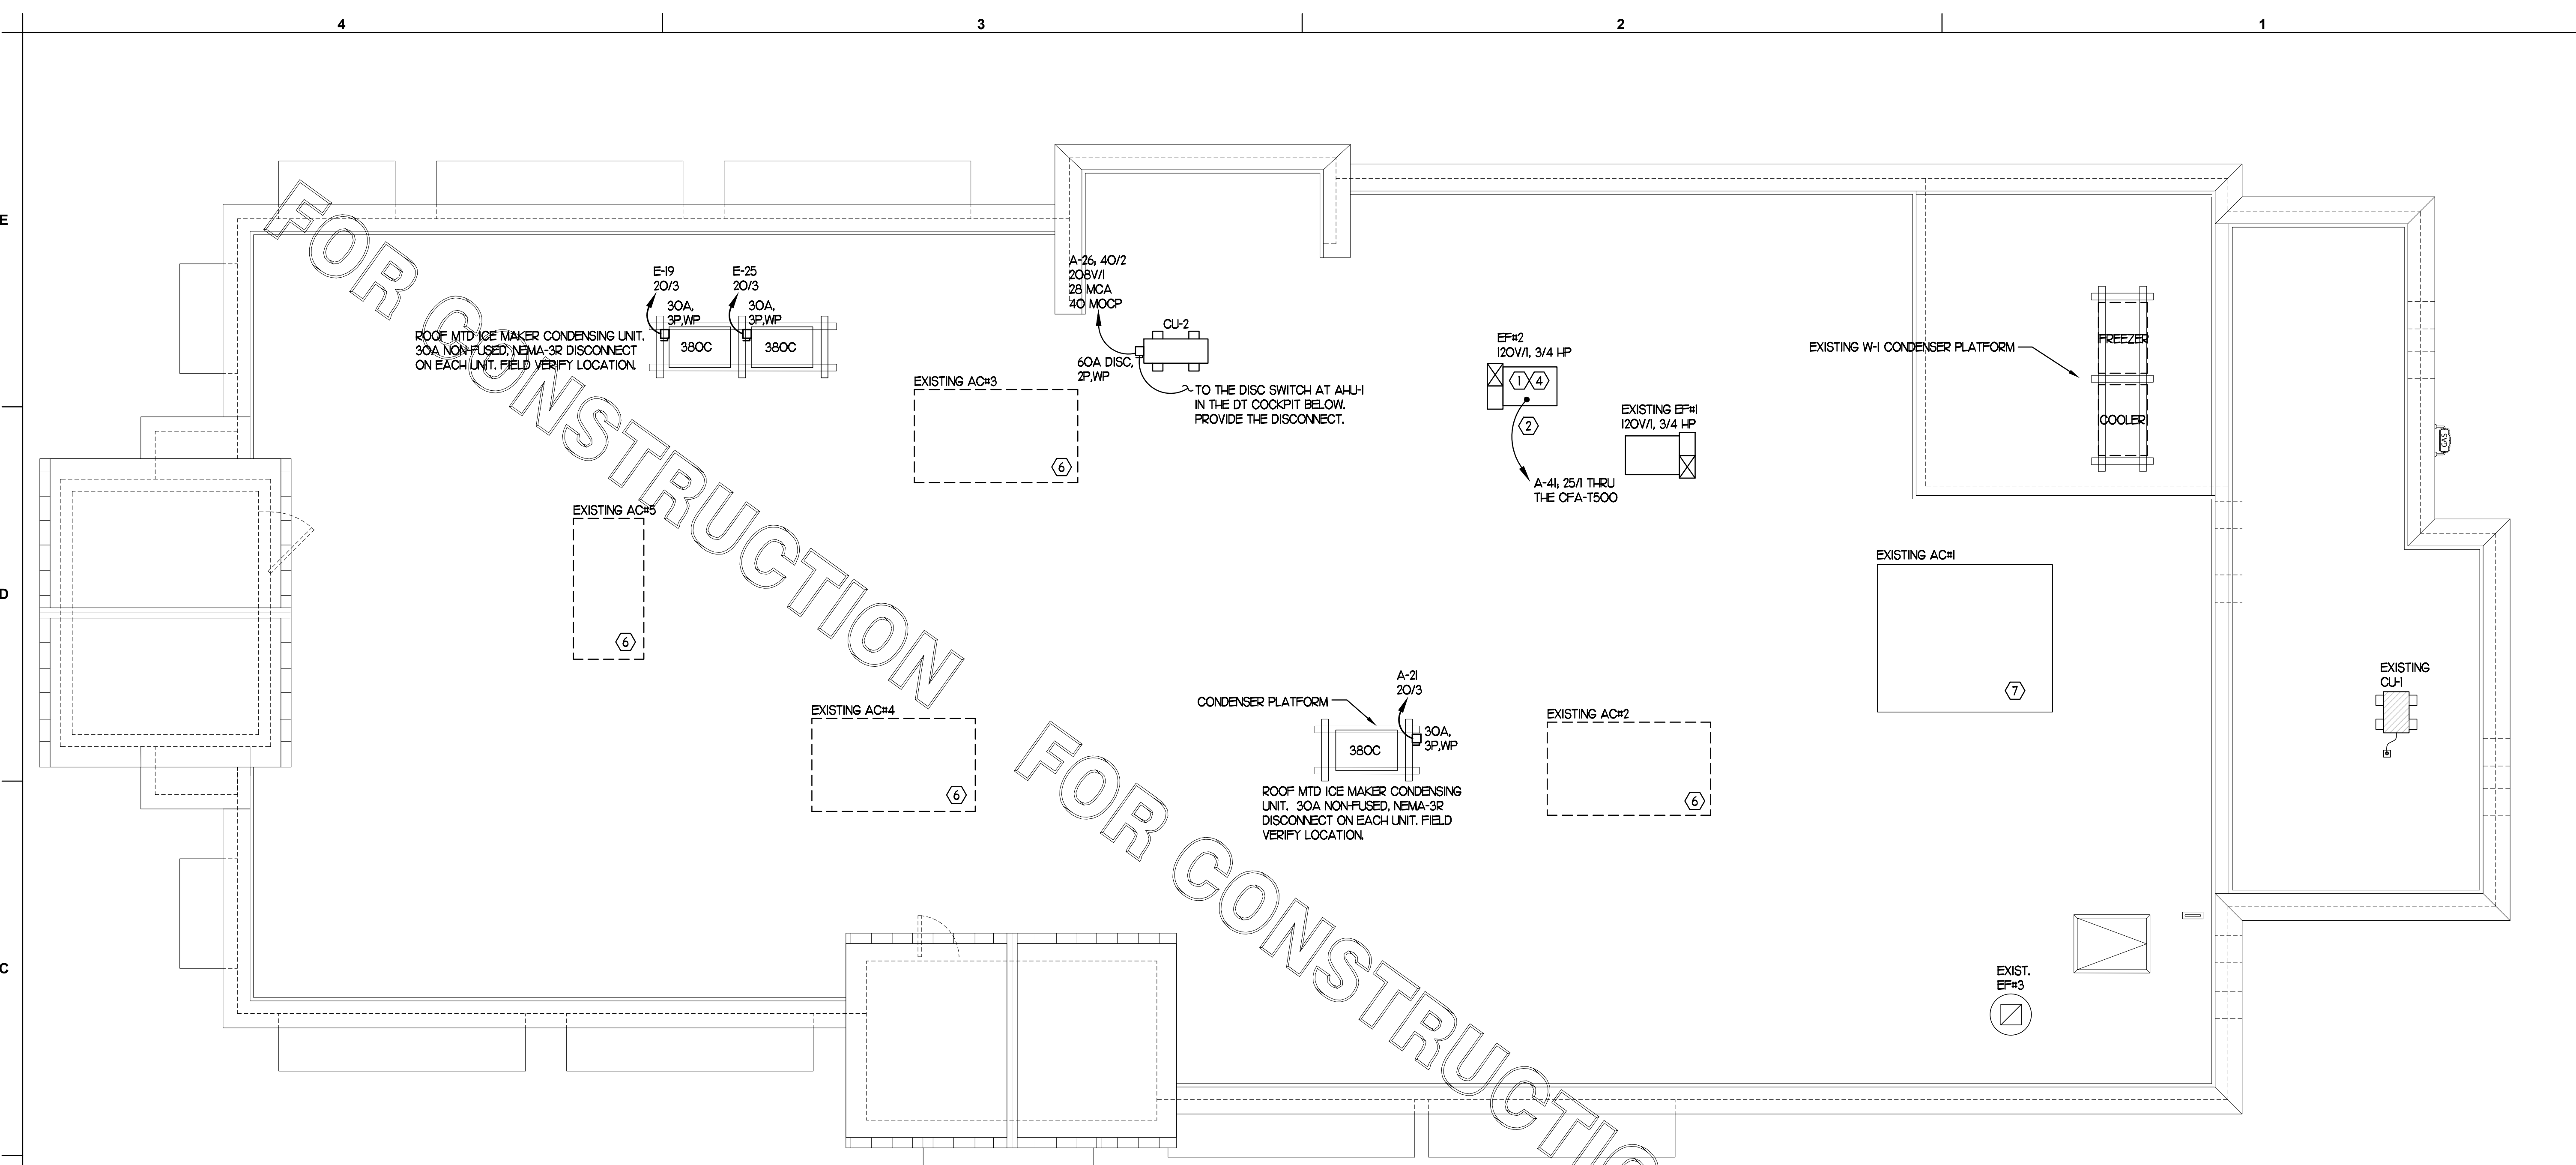 4
3
2
1
E
D
C
FOR CONSTRUCTION
E-19
20/3
30A,
3P,WP
E-25
20/3
30A,
3P,WP
ROOF MTD ICE MAKER CONDENSING UNIT.
30A NON-FUSED, NEMA-3R DISCONNECT
ON EACH UNIT. FIELD VERIFY LOCATION.
380C
380C
A-26, 40/2
208V/1
28 MCA
40 MOCP
CU-2
60A DISC,
2P,WP
TO THE DISC SWITCH AT AHU-1
IN THE DT COCKPIT BELOW.
PROVIDE THE DISCONNECT.
EXISTING AC#3
6
EF#2
120V/1, 3/4 HP
1
4
2
A-41, 25/1 THRU
THE CFA-T500
EXISTING EF#1
120V/1, 3/4 HP
EXISTING W-1 CONDENSER PLATFORM
FREEZER
COOLER
GAS
EXISTING AC#5
6
EXISTING AC#1
7
EXISTING
CU-1
EXISTING AC#4
6
CONDENSER PLATFORM
A-21
20/3
30A,
3P,WP
380C
ROOF MTD ICE MAKER CONDENSING
UNIT. 30A NON-FUSED, NEMA-3R
DISCONNECT ON EACH UNIT. FIELD
VERIFY LOCATION.
EXISTING AC#2
6
EXIST.
EF#3
FOR CONSTRUCTIO